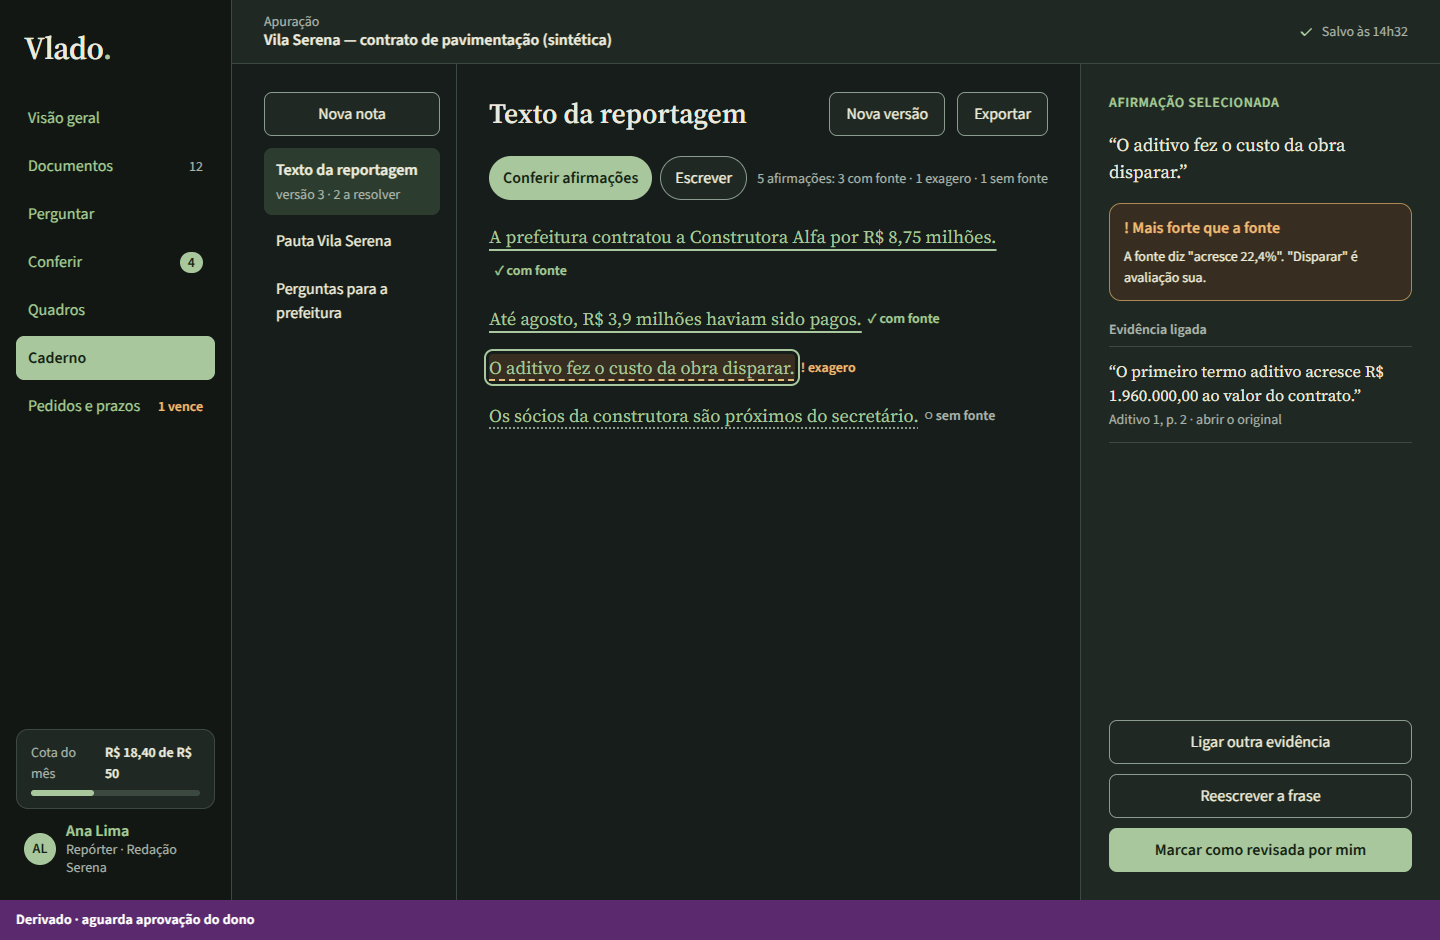 Vlado.
Visão geral
Documentos 12
Perguntar
Conferir 4
Quadros
Caderno
Pedidos e prazos 1 vence
Cota do mês R$ 18,40 de R$ 50
AL
Ana Lima
Repórter · Redação
Serena
Apuração
Vila Serena — contrato de pavimentação (sintética)
✓ Salvo às 14h32
Nova nota
Texto da reportagem
versão 3 · 2 a resolver
Pauta Vila Serena
Perguntas para a
prefeitura
Texto da reportagem
Nova versão
Exportar
Conferir afirmações
Escrever
5 afirmações: 3 com fonte · 1 exagero · 1 sem fonte
A prefeitura contratou a Construtora Alfa por R$ 8,75 milhões.
✓ com fonte
Até agosto, R$ 3,9 milhões haviam sido pagos. ✓ com fonte
O aditivo fez o custo da obra disparar. ! exagero
Os sócios da construtora são próximos do secretário. ○ sem fonte
AFIRMAÇÃO SELECIONADA
“O aditivo fez o custo da obra
disparar.”
! Mais forte que a fonte
A fonte diz "acresce 22,4%". "Disparar" é
avaliação sua.
Evidência ligada
“O primeiro termo aditivo acresce R$
1.960.000,00 ao valor do contrato.”
Aditivo 1, p. 2 · abrir o original
Ligar outra evidência
Reescrever a frase
Marcar como revisada por mim
Derivado · aguarda aprovação do dono